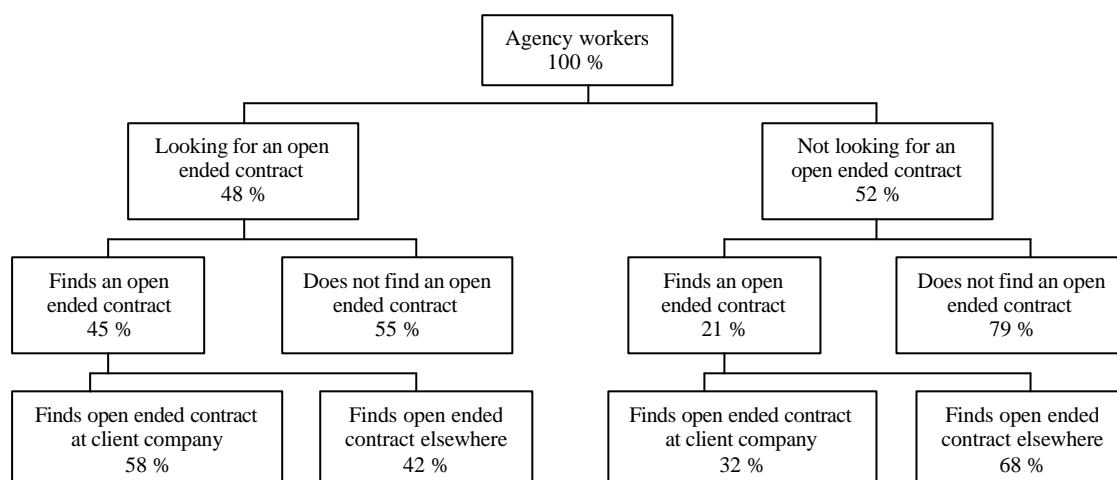 Agency workers
100 %
Looking for an open
ended contract
48 %
Not looking for an
open ended contract
52 %
Finds an open
ended contract
45 %
Does not find an open
ended contract
55 %
Finds an open
ended contract
21 %
Does not find an open
ended contract
79 %
Finds open ended contract
at client company
58 %
Finds open ended
contract elsewhere
42 %
Finds open ended contract
at client company
32 %
Finds open ended
contract elsewhere
68 %